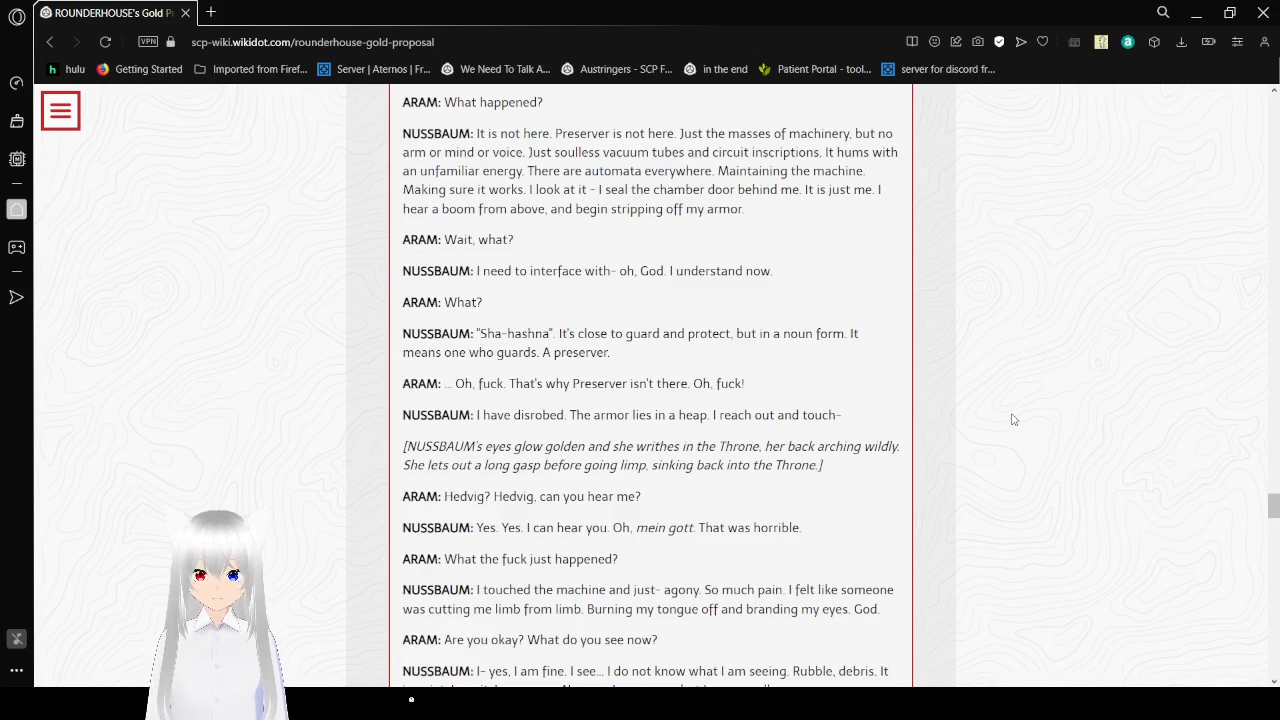 ROUNDERHOUSE's Gold P
VPN
scp-wiki.wikidot.com/rounderhouse-gold-proposal
h hulu Getting Started Imported from Firef... Server | Aternos | Fr... We Need To Talk A... Austringers - SCP F... in the end Patient Portal - tool... server for discord fr...
ARAM: What happened?
NUSSBAUM: It is not here. Preserver is not here. Just the masses of machinery, but no
arm or mind or voice. Just soulless vacuum tubes and circuit inscriptions. It hums with
an unfamiliar energy. There are automata everywhere. Maintaining the machine.
Making sure it works. I look at it - I seal the chamber door behind me. It is just me. I
hear a boom from above, and begin stripping off my armor.
ARAM: Wait, what?
NUSSBAUM: I need to interface with- oh, God. I understand now.
ARAM: What?
NUSSBAUM: "Sha-hashna". It's close to guard and protect, but in a noun form. It
means one who guards. A preserver.
ARAM: ... Oh, fuck. That's why Preserver isn't there. Oh, fuck!
NUSSBAUM: I have disrobed. The armor lies in a heap. I reach out and touch-
[NUSSBAUM's eyes glow golden and she writhes in the Throne, her back arching wildly.
She lets out a long gasp before going limp, sinking back into the Throne.]
ARAM: Hedvig? Hedvig, can you hear me?
NUSSBAUM: Yes. Yes. I can hear you. Oh, mein gott. That was horrible.
ARAM: What the fuck just happened?
NUSSBAUM: I touched the machine and just- agony. So much pain. I felt like someone
was cutting me limb from limb. Burning my tongue off and branding my eyes. God.
ARAM: Are you okay? What do you see now?
NUSSBAUM: I- yes, I am fine. I see... I do not know what I am seeing. Rubble, debris. It